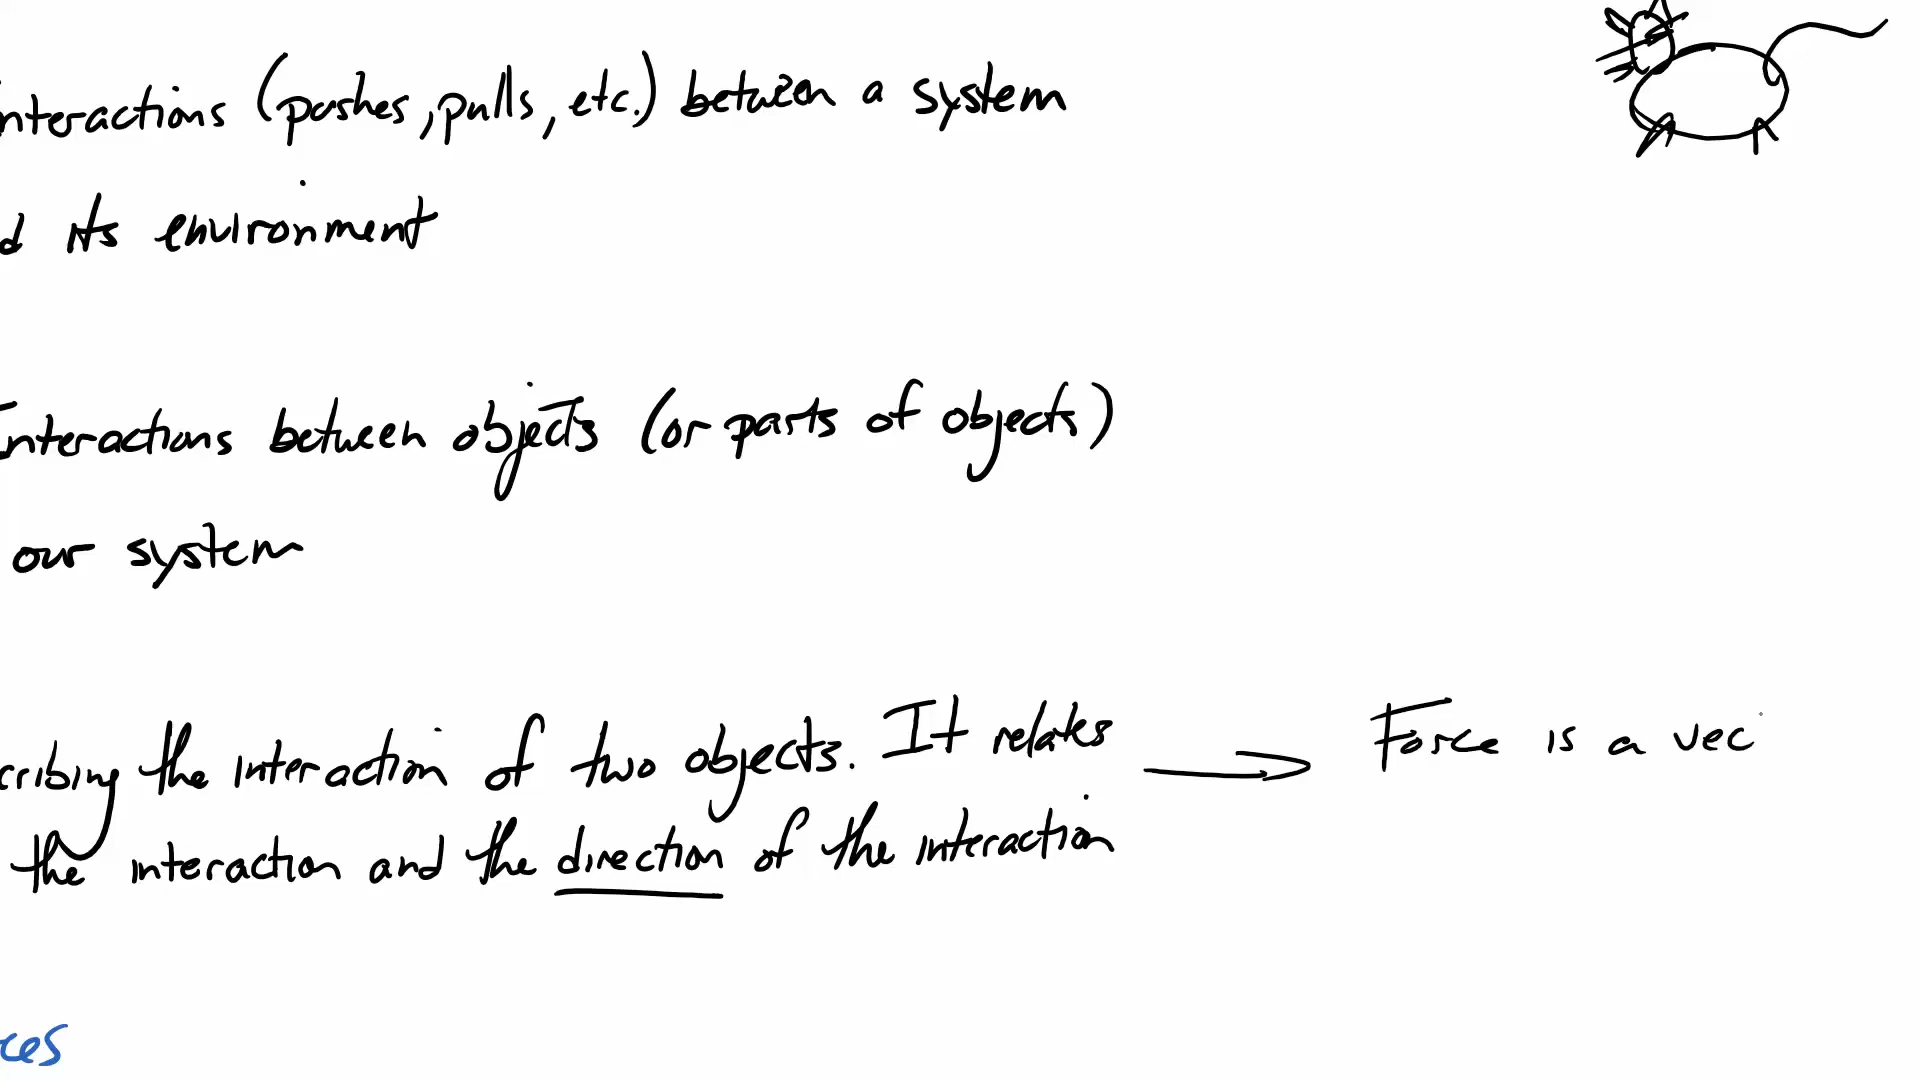 nteractions (pushes, pulls, etc.) between a system
d its environment
Interactions between objects (or parts of objects)
our system
cribing the interaction of two objects. It relates
Force is a vec
the interaction and the direction of the interaction
ces